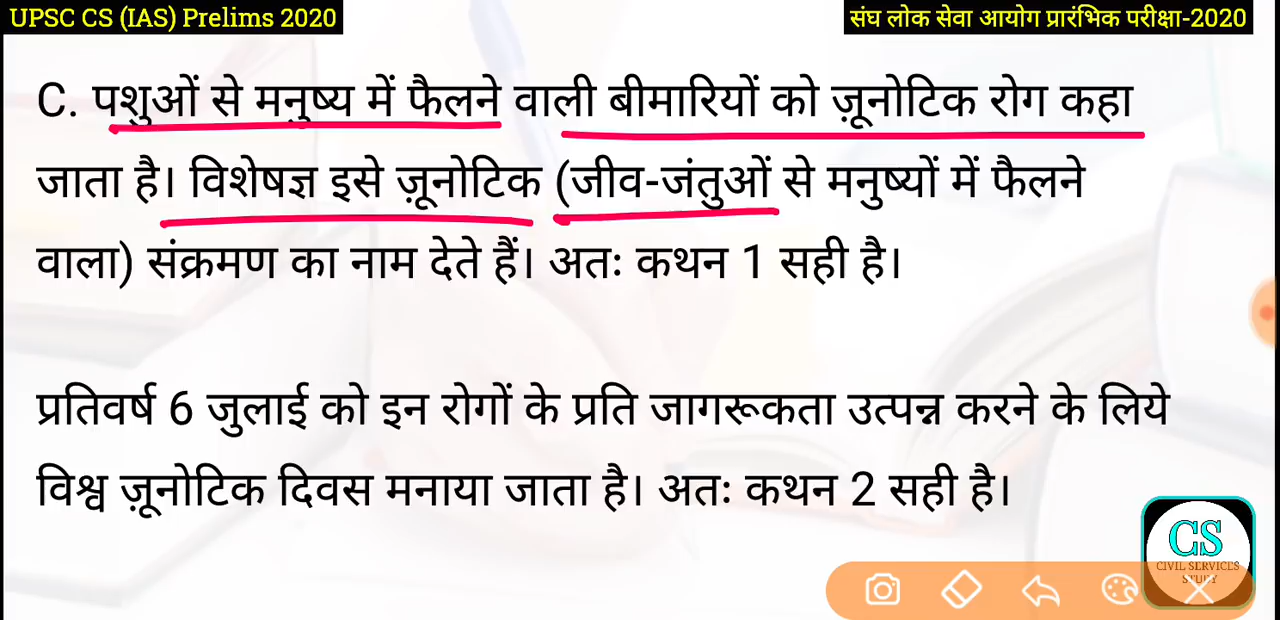 UPSC CS (IAS) Prelims 2020
संघ लोक सेवा आयोग प्रारंभिक परीक्षा-2020
C. पशुओं से मनुष्य में फैलने वाली बीमारियों को ज़ूनोटिक रोग कहा
जाता है। विशेषज्ञ इसे ज़ूनोटिक (जीव-जंतुओं से मनुष्यों में फैलने
वाला) संक्रमण का नाम देते हैं। अतः कथन 1 सही है।
प्रतिवर्ष 6 जुलाई को इन रोगों के प्रति जागरूकता उत्पन्न करने के लिये
विश्व ज़ूनोटिक दिवस मनाया जाता है। अतः कथन 2 सही है।
CS
CIVIL SERVICES
STUDY